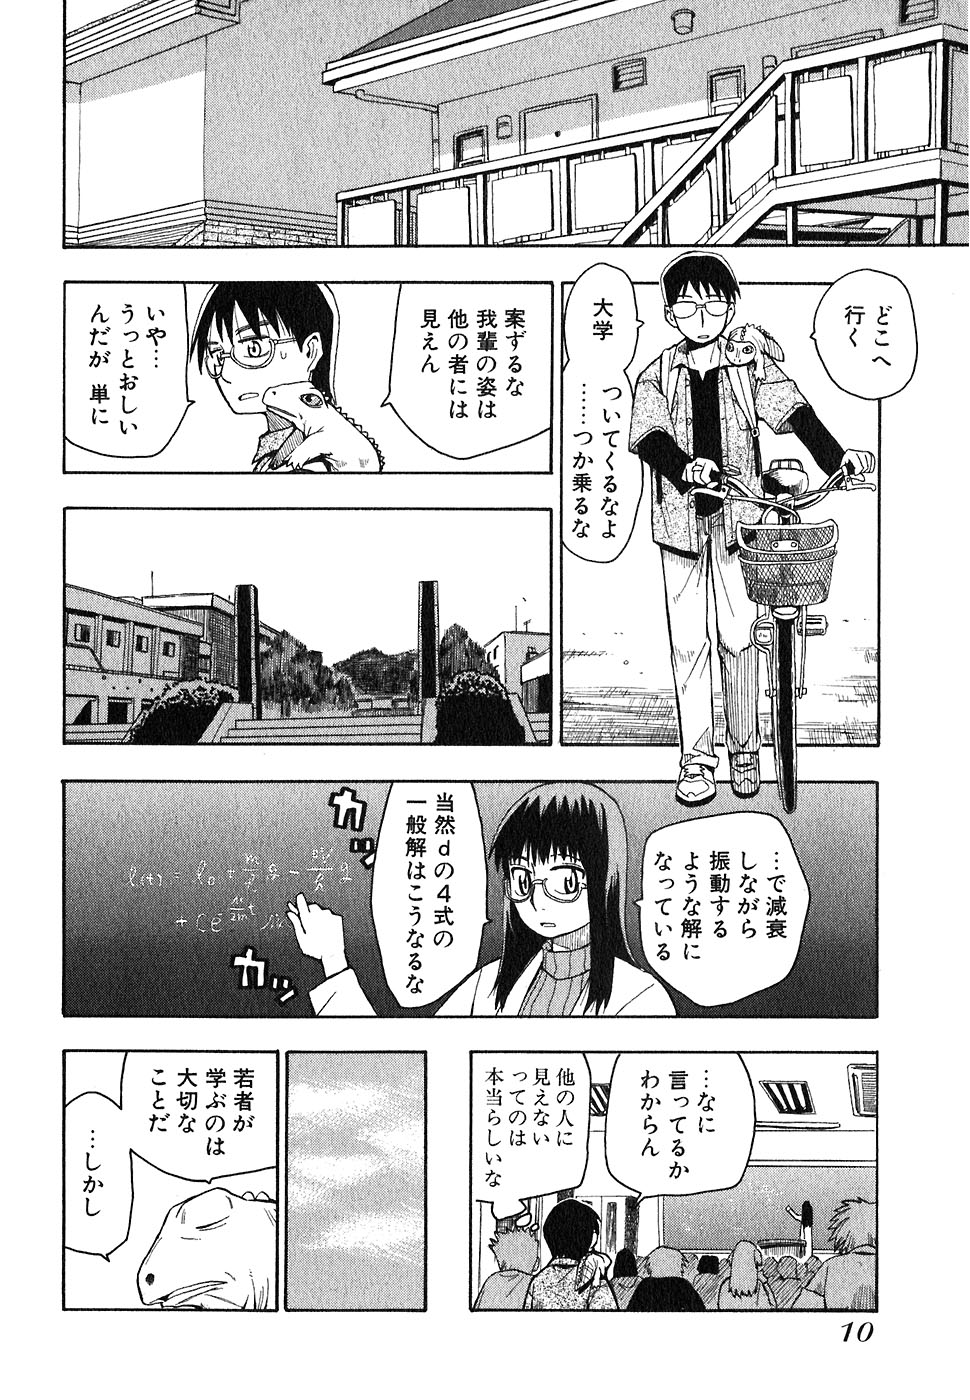 どこへ
行く
大学
ついてくるなよ
……つか乗るな
案ずるな
我輩の姿は
他の者には
見えん
いや…
うっとおしい
んだが 単に
…で減衰
しながら
振動する
ような解に
なっている
当然dの4式の
一般解はこうなるな
カッ
カッ
…なに
言ってるか
わからん
他の人に
見えない
ってのは
本当らしいな
若者が
学ぶのは
大切な
ことだ
…しかし
10